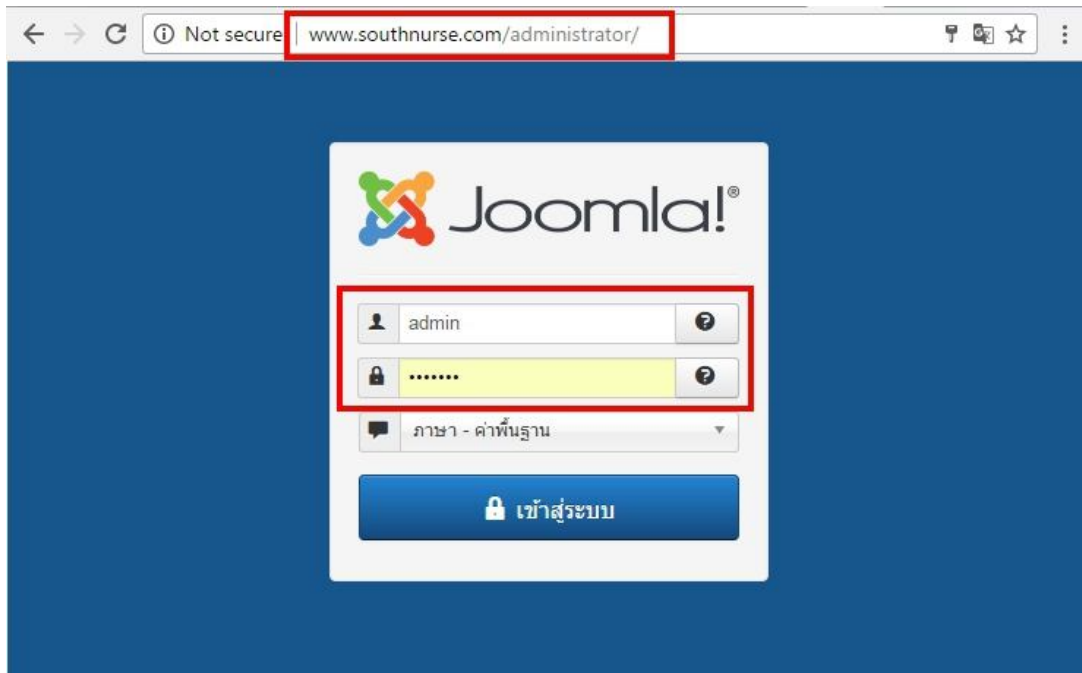 Not secure www.southnurse.com/administrator/
Joomla!®
admin
•••••••
ภาษา - ค่าพื้นฐาน
เข้าสู่ระบบ